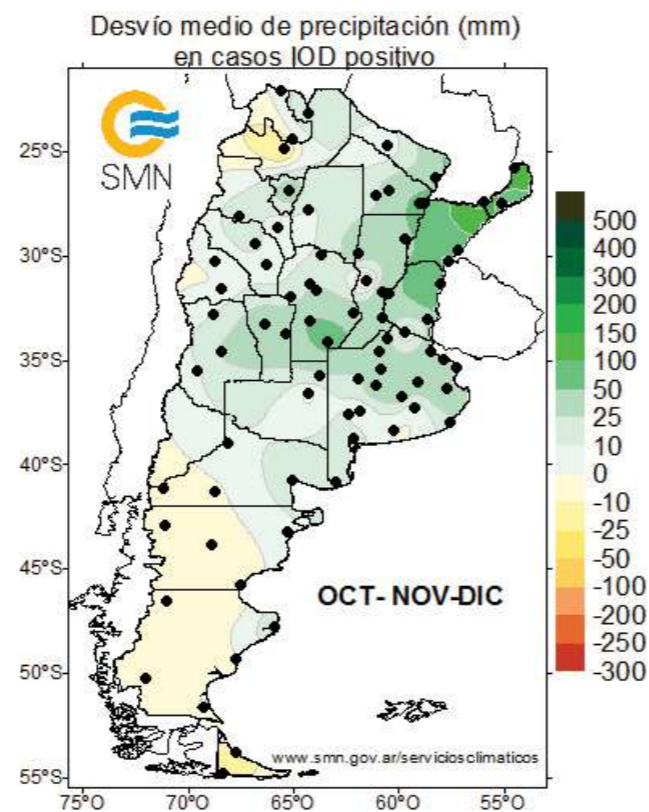 Desvío medio de precipitación (mm)
en casos IOD positivo
SMN
25°S
30°S
35°S
40°S
45°S
50°S
55°S
500
400
300
200
150
100
50
25
10
0
-10
-25
-50
-100
-200
-250
-300
OCT- NOV-DIC
www.smn.gov.ar/serviciosclimaticos
75°O
70°O
65°O
60°O
55°O